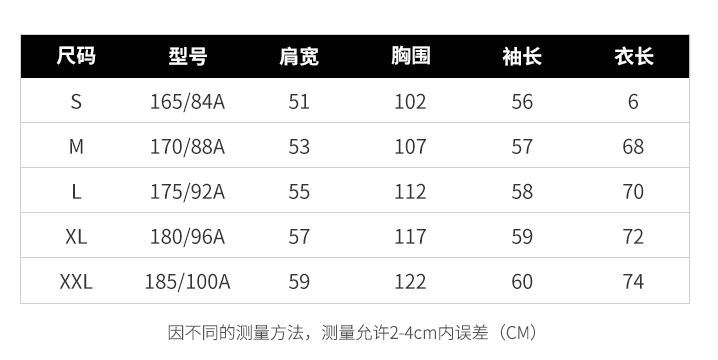 尺码 型号 肩宽 胸围 袖长 衣长
S 165/84A 51 102 56 6
M 170/88A 53 107 57 68
L 175/92A 55 112 58 70
XL 180/96A 57 117 59 72
XXL 185/100A 59 122 60 74
因不同的测量方法，测量允许2-4cm内误差（CM）